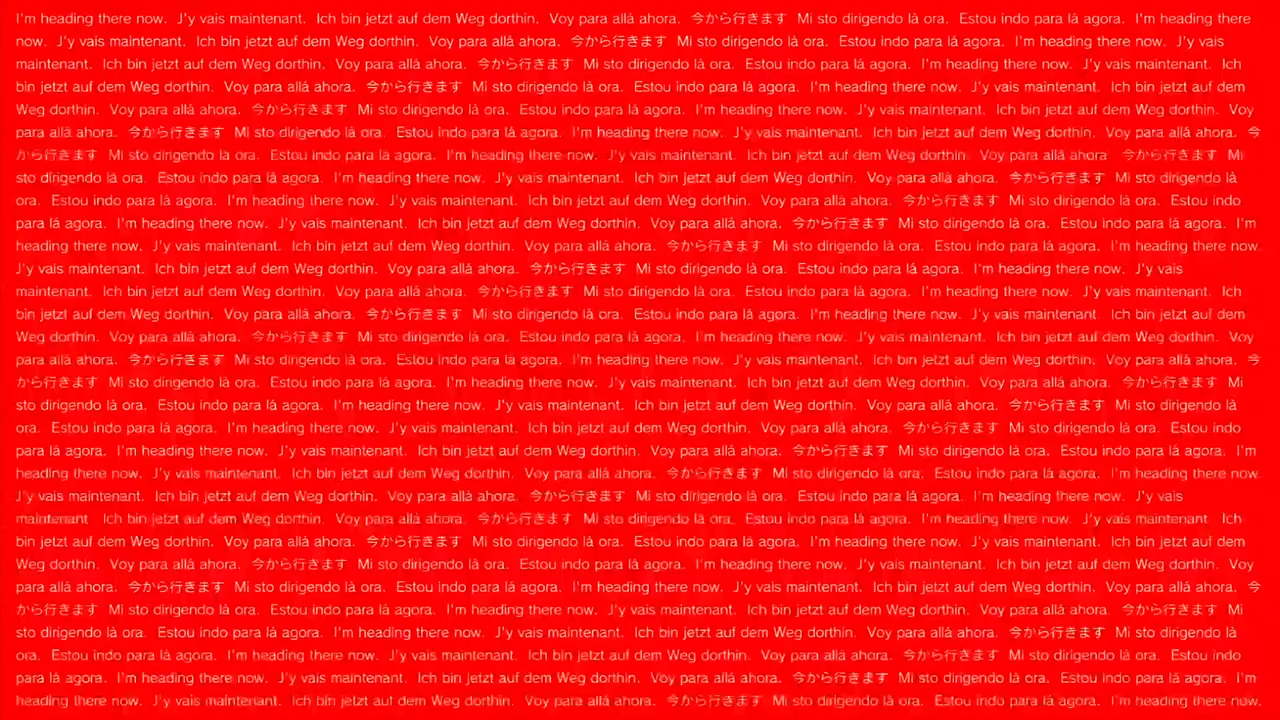 I'm heading there now. J'y vais maintenant. Ich bin jetzt auf dem Weg dorthin. Voy para allá ahora. 今から行きます Mi sto dirigendo là ora. Estou indo para lá agora. I'm heading there
now. J'y vais maintenant. Ich bin jetzt auf dem Weg dorthin. Voy para allá ahora. 今から行きます Mi sto dirigendo là ora. Estou indo para lá agora. I'm heading there now. J'y vais
maintenant. Ich bin jetzt auf dem Weg dorthin. Voy para allá ahora. 今から行きます Mi sto dirigendo là ora. Estou indo para lá agora. I'm heading there now. J'y vais maintenant. Ich
bin jetzt auf dem Weg dorthin. Voy para allá ahora. 今から行きます Mi sto dirigendo là ora. Estou indo para lá agora. I'm heading there now. J'y vais maintenant. Ich bin jetzt auf dem
Weg dorthin. Voy para allá ahora. 今から行きます Mi sto dirigendo là ora. Estou indo para lá agora. I'm heading there now. J'y vais maintenant. Ich bin jetzt auf dem Weg dorthin. Voy
para allá ahora. 今から行きます Mi sto dirigendo là ora. Estou indo para lá agora. I'm heading there now. J'y vais maintenant. Ich bin jetzt auf dem Weg dorthin. Voy para allá ahora. 今
から行きます Mi sto dirigendo là ora. Estou indo para lá agora. I'm heading there now. J'y vais maintenant. Ich bin jetzt auf dem Weg dorthin. Voy para allá ahora 今から行きます Mi
sto dirigendo là ora. Estou indo para lá agora. I'm heading there now. J'y vais maintenant. Ich bin jetzt auf dem Weg dorthin. Voy para allá ahora. 今から行きます Mi sto dirigendo là
ora. Estou indo para lá agora. I'm heading there now. J'y vais maintenant. Ich bin jetzt auf dem Weg dorthin. Voy para allá ahora. 今から行きます Mi sto dirigendo là ora. Estou indo
para lá agora. I'm heading there now. J'y vais maintenant. Ich bin jetzt auf dem Weg dorthin. Voy para allá ahora. 今から行きます Mi sto dirigendo là ora. Estou indo para lá agora. I'm
heading there now. J'y vais maintenant. Ich bin jetzt auf dem Weg dorthin. Voy para allá ahora. 今から行きます Mi sto dirigendo là ora. Estou indo para lá agora. I'm heading there now.
J'y vais maintenant. Ich bin jetzt auf dem Weg dorthin. Voy para allá ahora. 今から行きます Mi sto dirigendo là ora. Estou indo para lá agora. I'm heading there now. J'y vais
maintenant. Ich bin jetzt auf dem Weg dorthin. Voy para allá ahora. 今から行きます Mi sto dirigendo là ora. Estou indo para lá agora. I'm heading there now. J'y vais maintenant. Ich
bin jetzt auf dem Weg dorthin. Voy para allá ahora. 今から行きます Mi sto dirigendo là ora. Estou indo para lá agora. I'm heading there now. J'y vais maintenant. Ich bin jetzt auf dem
Weg dorthin. Voy para allá ahora. 今から行きます Mi sto dirigendo là ora. Estou indo para lá agora. I'm heading there now. J'y vais maintenant. Ich bin jetzt auf dem Weg dorthin. Voy
para allá ahora. 今から行きます Mi sto dirigendo là ora. Estou indo para lá agora. I'm heading there now. J'y vais maintenant. Ich bin jetzt auf dem Weg dorthin. Voy para allá ahora. 今
から行きます Mi sto dirigendo là ora. Estou indo para lá agora. I'm heading there now. J'y vais maintenant. Ich bin jetzt auf dem Weg dorthin. Voy para allá ahora. 今から行きます Mi
sto dirigendo là ora. Estou indo para lá agora. I'm heading there now. J'y vais maintenant. Ich bin jetzt auf dem Weg dorthin. Voy para allá ahora. 今から行きます Mi sto dirigendo là
ora. Estou indo para lá agora. I'm heading there now. J'y vais maintenant. Ich bin jetzt auf dem Weg dorthin. Voy para allá ahora. 今から行きます Mi sto dirigendo là ora. Estou indo
para lá agora. I'm heading there now. J'y vais maintenant. Ich bin jetzt auf dem Weg dorthin. Voy para allá ahora. 今から行きます Mi sto dirigendo là ora. Estou indo para lá agora. I'm
heading there now. J'y vais maintenant. Ich bin jetzt auf dem Weg dorthin. Voy para allá ahora. 今から行きます Mi sto dirigendo là ora. Estou indo para lá agora. I'm heading there now.
J'y vais maintenant. Ich bin jetzt auf dem Weg dorthin. Voy para allá ahora. 今から行きます Mi sto dirigendo là ora. Estou indo para lá agora. I'm heading there now. J'y vais
maintenant Ich bin jetzt auf dem Weg dorthin. Voy para allá ahora. 今から行きます Mi sto dirigendo là ora. Estou indo para lá agora. I'm heading there now. J'y vais maintenant Ich
bin jetzt auf dem Weg dorthin. Voy para allá ahora. 今から行きます Mi sto dirigendo là ora. Estou indo para lá agora. I'm heading there now. J'y vais maintenant. Ich bin jetzt auf dem
Weg dorthin. Voy para allá ahora. 今から行きます Mi sto dirigendo là ora. Estou indo para lá agora. I'm heading there now. J'y vais maintenant. Ich bin jetzt auf dem Weg dorthin. Voy
para allá ahora. 今から行きます Mi sto dirigendo là ora. Estou indo para lá agora. I'm heading there now. J'y vais maintenant. Ich bin jetzt auf dem Weg dorthin. Voy para allá ahora. 今
から行きます Mi sto dirigendo là ora. Estou indo para lá agora. I'm heading there now. J'y vais maintenant. Ich bin jetzt auf dem Weg dorthin. Voy para allá ahora. 今から行きます Mi
sto dirigendo là ora. Estou indo para lá agora. I'm heading there now. J'y vais maintenant. Ich bin jetzt auf dem Weg dorthin. Voy para allá ahora. 今から行きます Mi sto dirigendo là
ora. Estou indo para lá agora. I'm heading there now. J'y vais maintenant. Ich bin jetzt auf dem Weg dorthin. Voy para allá ahora. 今から行きます Mi sto dirigendo là ora. Estou indo
para lá agora. I'm heading there now. J'y vais maintenant. Ich bin jetzt auf dem Weg dorthin. Voy para allá ahora. 今から行きます Mi sto dirigendo là ora. Estou indo para lá agora. I'm
heading there now. J'y vais maintenant. Ich bin jetzt auf dem Weg dorthin. Voy para allá ahora. 今から行きます Mi sto dirigendo là ora. Estou indo para lá agora. I'm heading there now.